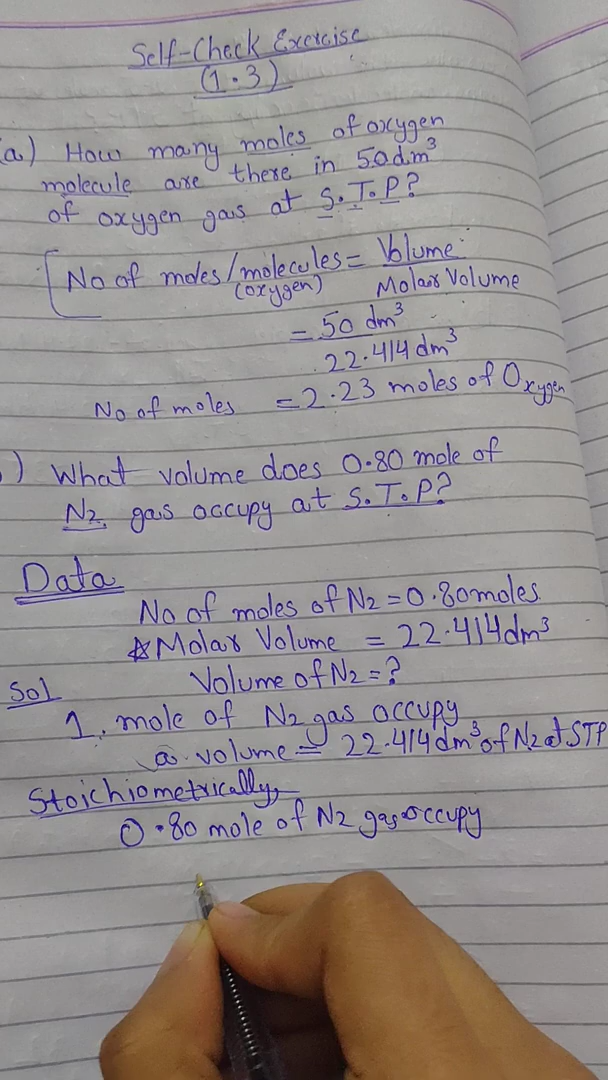 Self-Check Exercise
(1.3)
(a) How many moles of oxygen
molecule are there in 50dm³
of oxygen gas at S.T.P?
No of moles/molecules = Volume
(oxygen) Molar Volume
= 50 dm³
22.414 dm³
No of moles = 2.23 moles of Oxygen
) What volume does 0.80 mole of
N2 gas occupy at S.T.P?
Data
No of moles of N2 = 0.80moles
Molar Volume = 22.414dm³
Volume of N2 = ?
Sol
1. mole of N2 gas occupy
a volume = 22.414dm³ of N2 at STP
Stoichiometrically,
0.80 mole of N2 gas occupy